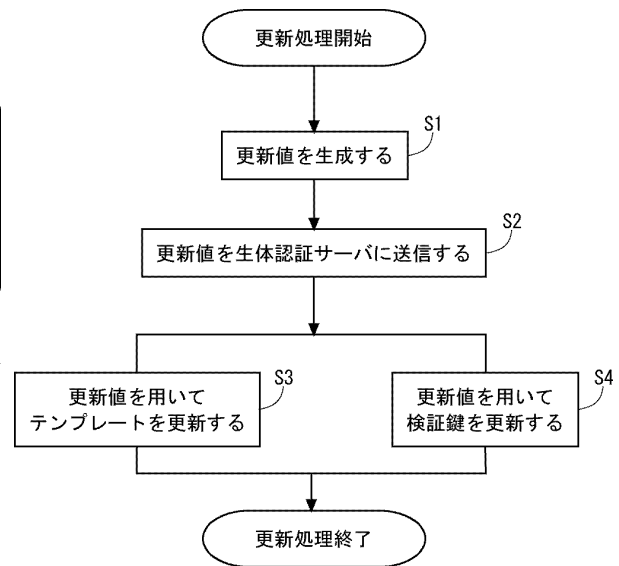 更新処理開始
S1
更新値を生成する
S2
更新値を生体認証サーバに送信する
S3
更新値を用いて
テンプレートを更新する
S4
更新値を用いて
検証鍵を更新する
更新処理終了